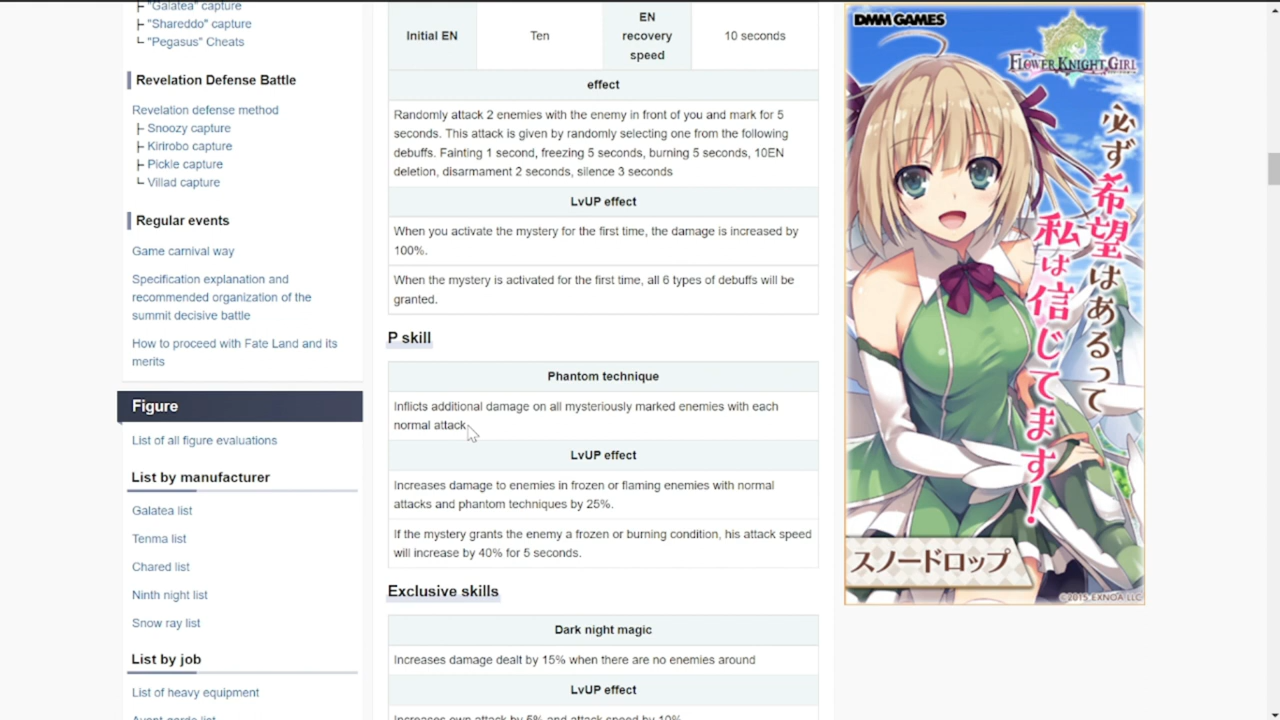 ├ "Galatea" capture
├ "Shareddo" capture
└ "Pegasus" Cheats
Revelation Defense Battle
Revelation defense method
├ Snoozy capture
├ Kirirobo capture
├ Pickle capture
└ Villad capture
Regular events
Game carnival way
Specification explanation and
recommended organization of the
summit decisive battle
How to proceed with Fate Land and its
merits
Figure
List of all figure evaluations
List by manufacturer
Galatea list
Tenma list
Chared list
Ninth night list
Snow ray list
List by job
List of heavy equipment
Avant-garde list
Initial EN
Ten
EN
recovery
speed
10 seconds
effect
Randomly attack 2 enemies with the enemy in front of you and mark for 5
seconds. This attack is given by randomly selecting one from the following
debuffs. Fainting 1 second, freezing 5 seconds, burning 5 seconds, 10EN
deletion, disarmament 2 seconds, silence 3 seconds
LvUP effect
When you activate the mystery for the first time, the damage is increased by
100%.
When the mystery is activated for the first time, all 6 types of debuffs will be
granted.
P skill
Phantom technique
Inflicts additional damage on all mysteriously marked enemies with each
normal attack.
LvUP effect
Increases damage to enemies in frozen or flaming enemies with normal
attacks and phantom techniques by 25%.
If the mystery grants the enemy a frozen or burning condition, his attack speed
will increase by 40% for 5 seconds.
Exclusive skills
Dark night magic
Increases damage dealt by 15% when there are no enemies around
LvUP effect
Increases own attack by 5% and attack speed by 10%
DMM GAMES
FLOWER KNIGHT GIRL
必ず希望はあるって
私は信じてます!
スノードロップ
©2015 EXNOA LLC